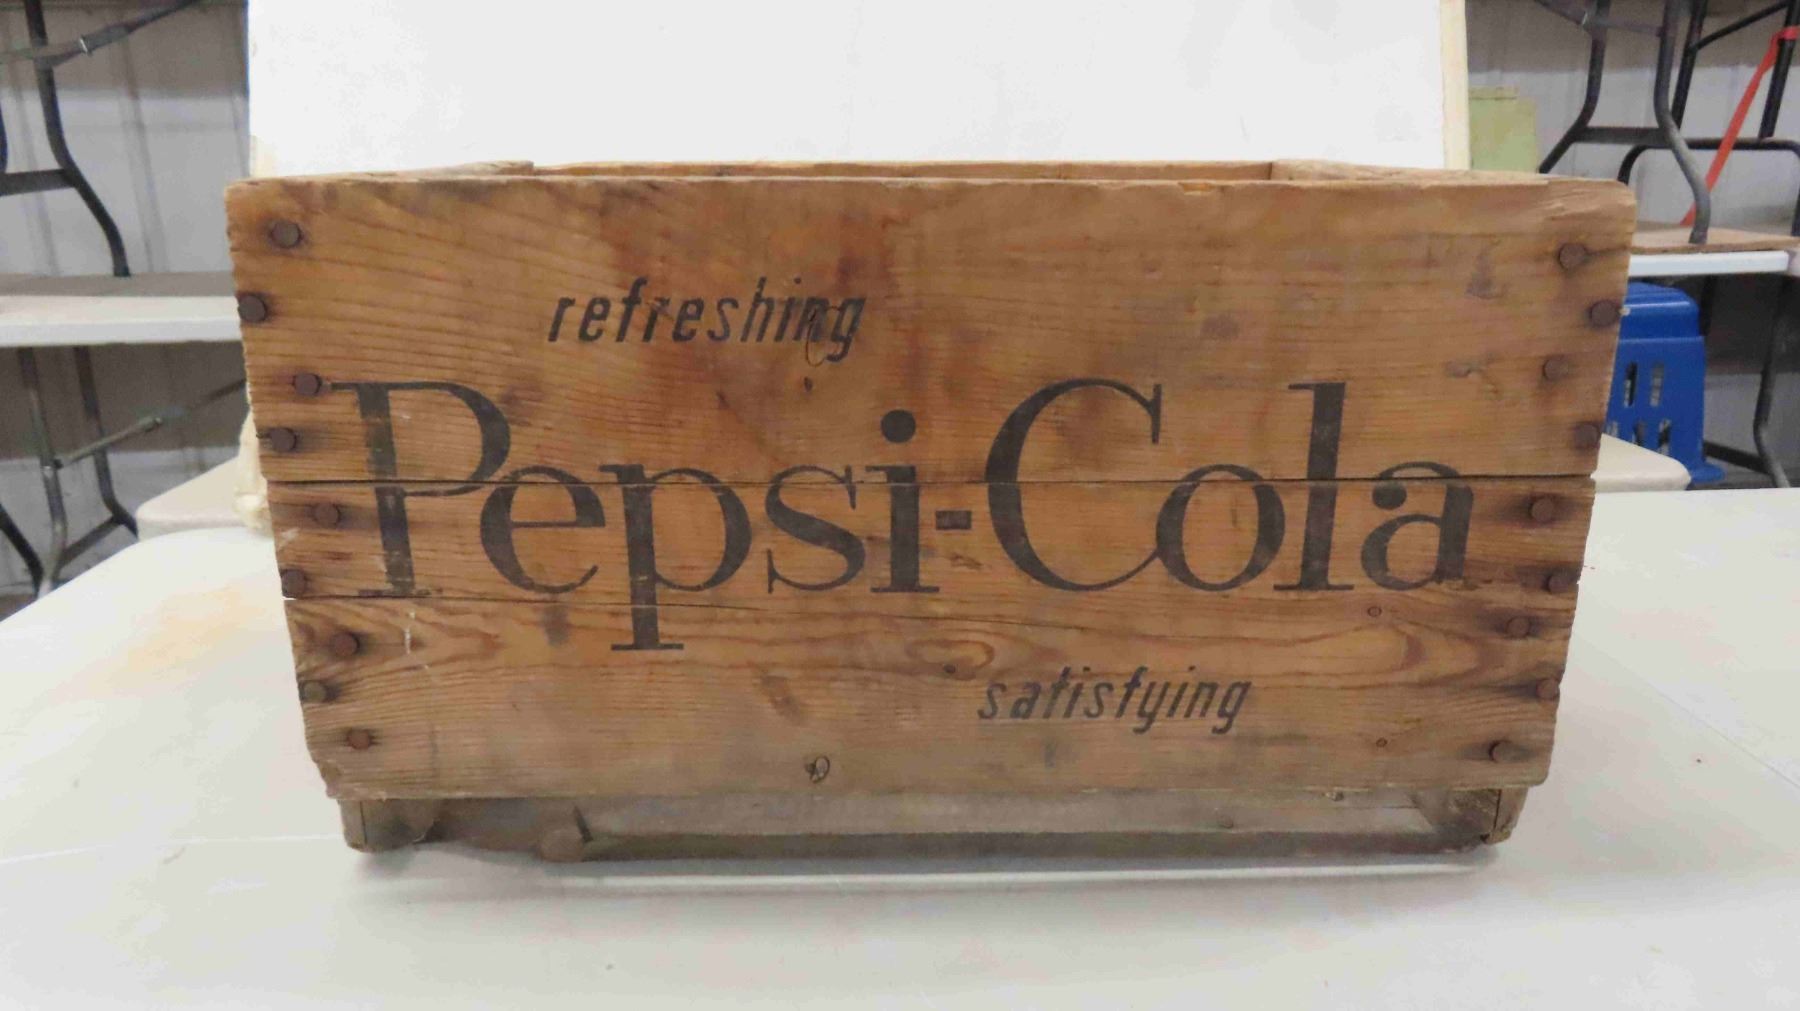 refreshing
Pepsi-Cola
satisfying